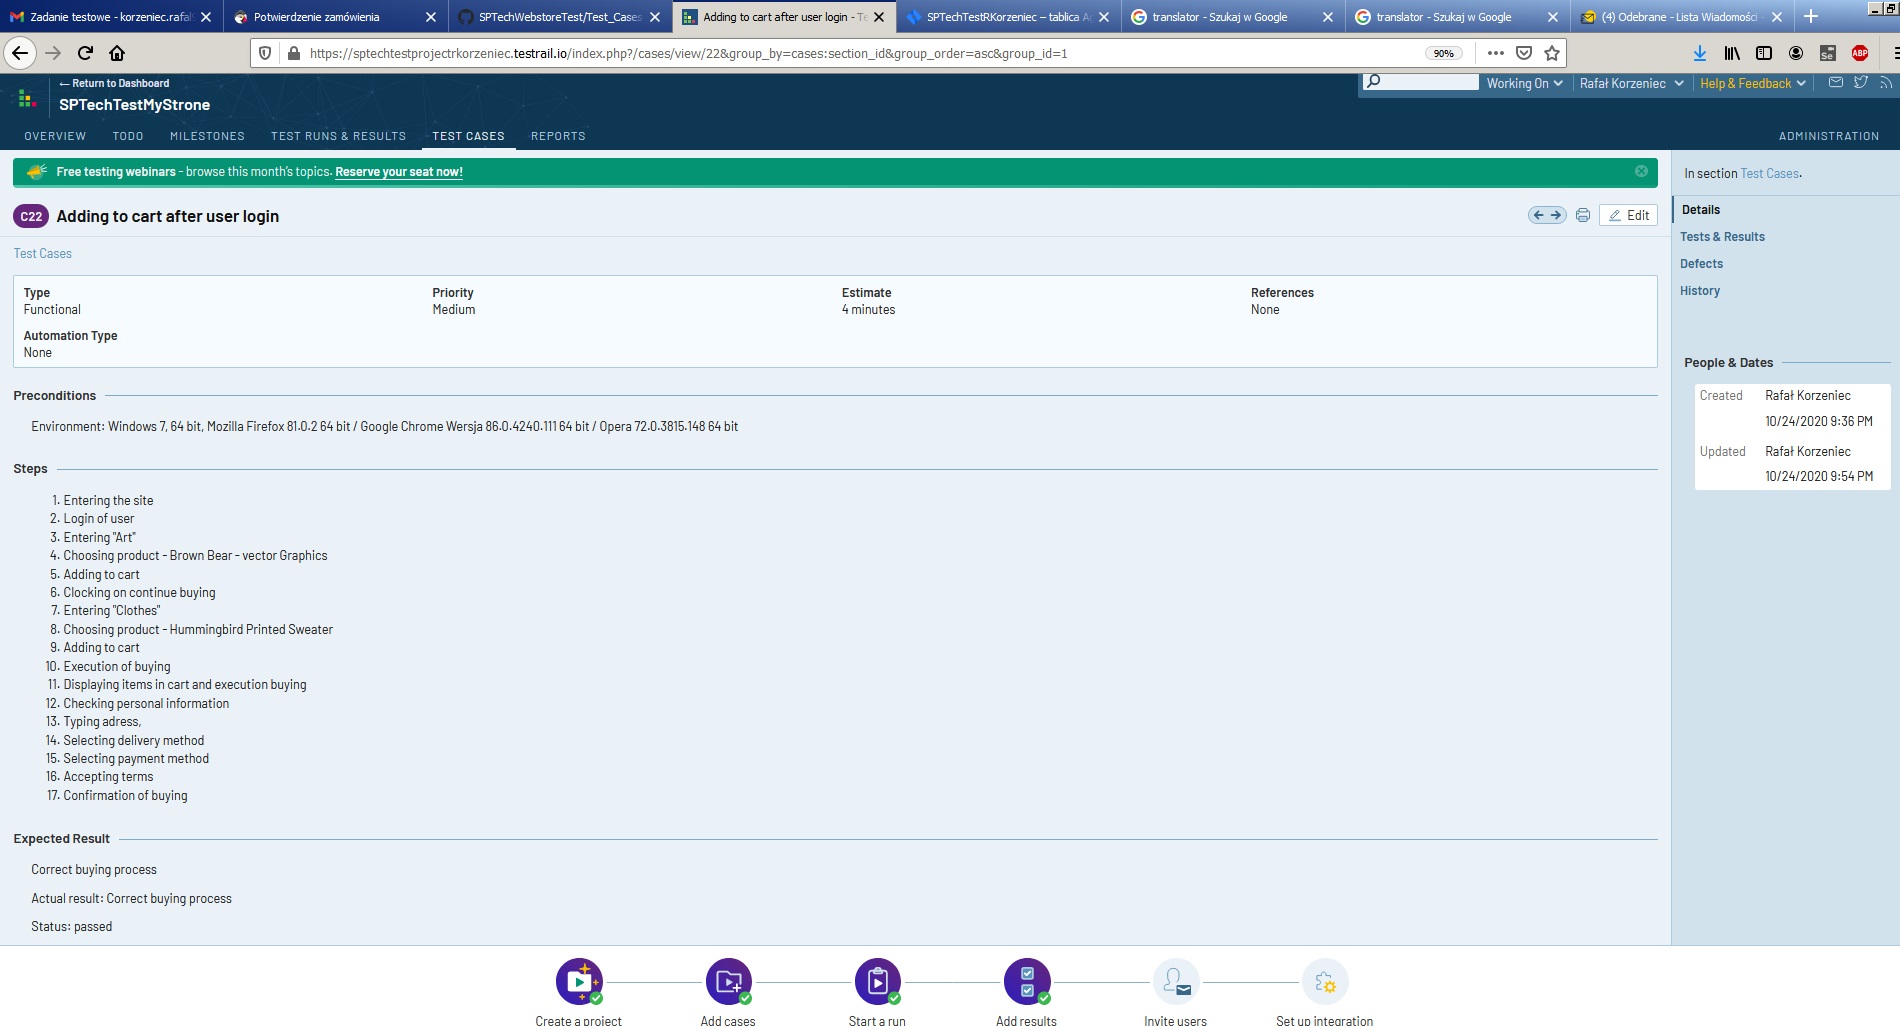 Zadanie testowe - korzeniec.rafal
Potwierdzenie zamówienia
SPTechWebstoreTest/Test_Cases
Adding to cart after user login - Te
SPTechTestRKorzeniec – tablica Ag
translator - Szukaj w Google
translator - Szukaj w Google
(4) Odebrane - Lista Wiadomości -
https://sptechtestprojectrkorzeniec.testrail.io/index.php?/cases/view/22&group_by=cases:section_id&group_order=asc&group_id=1
90%
Se
ABP
← Return to Dashboard
SPTechTestMyStrone
Working On
Rafał Korzeniec
Help & Feedback
OVERVIEW
TODO
MILESTONES
TEST RUNS & RESULTS
TEST CASES
REPORTS
ADMINISTRATION
Free testing webinars - browse this month's topics. Reserve your seat now!
In section Test Cases.
C22 Adding to cart after user login
Edit
Details
Tests & Results
Defects
History
Test Cases
Type
Functional
Priority
Medium
Estimate
4 minutes
References
None
Automation Type
None
People & Dates
Created Rafał Korzeniec
10/24/2020 9:36 PM
Updated Rafał Korzeniec
10/24/2020 9:54 PM
Preconditions
Environment: Windows 7, 64 bit, Mozilla Firefox 81.0.2 64 bit / Google Chrome Wersja 86.0.4240.111 64 bit / Opera 72.0.3815.148 64 bit
Steps
1. Entering the site
2. Login of user
3. Entering "Art"
4. Choosing product - Brown Bear - vector Graphics
5. Adding to cart
6. Clocking on continue buying
7. Entering "Clothes"
8. Choosing product - Hummingbird Printed Sweater
9. Adding to cart
10. Execution of buying
11. Displaying items in cart and execution buying
12. Checking personal information
13. Typing adress,
14. Selecting delivery method
15. Selecting payment method
16. Accepting terms
17. Confirmation of buying
Expected Result
Correct buying process
Actual result: Correct buying process
Status: passed
Create a project
Add cases
Start a run
Add results
Invite users
Set up integration